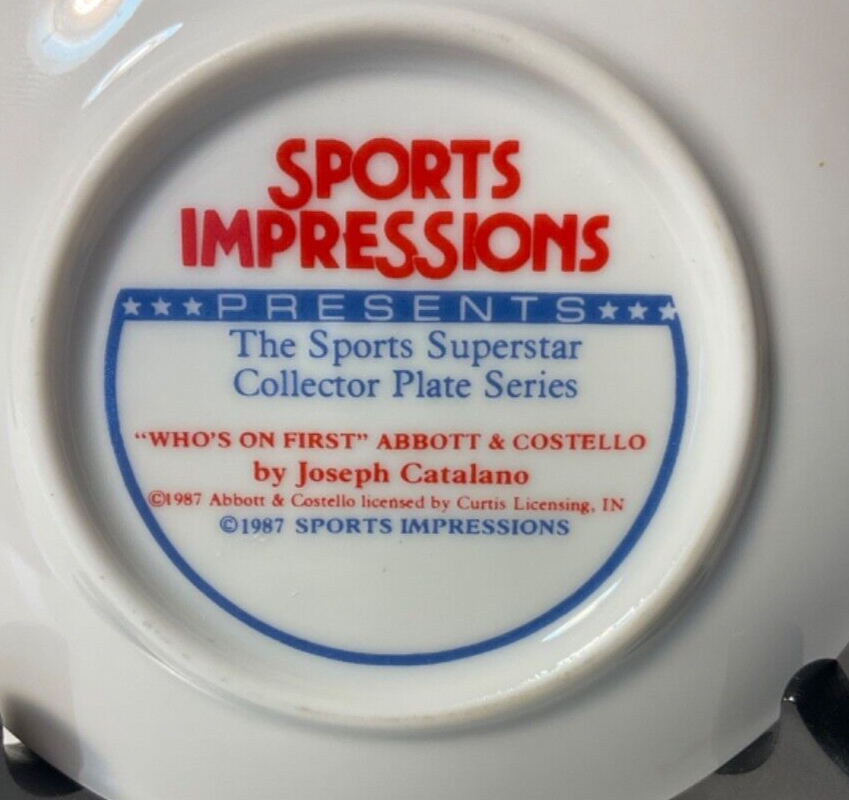 SPORTS
IMPRESSIONS
★★★PRESENTS★★★
The Sports Superstar
Collector Plate Series
"WHO'S ON FIRST" ABBOTT & COSTELLO
by Joseph Catalano
©1987 Abbott & Costello licensed by Curtis Licensing, IN
©1987 SPORTS IMPRESSIONS